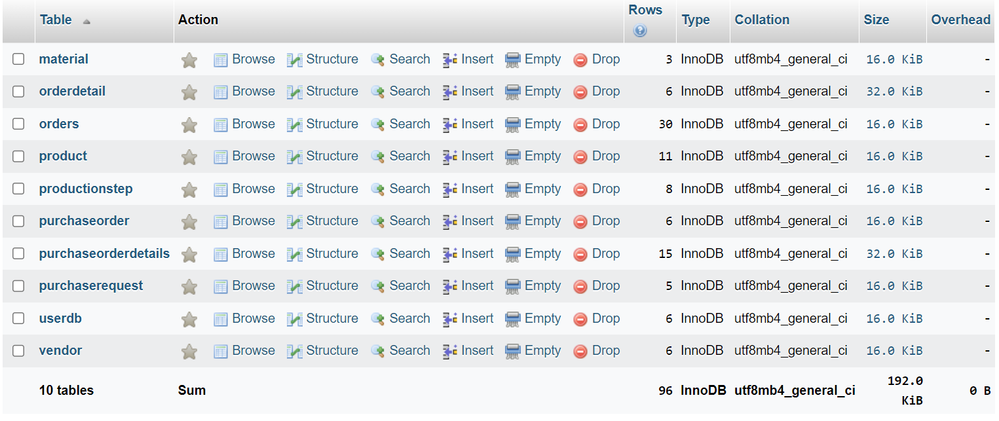 Table Action Rows Type Collation Size Overhead
material Browse Structure Search Insert Empty Drop 3 InnoDB utf8mb4_general_ci 16.0 KiB -
orderdetail Browse Structure Search Insert Empty Drop 6 InnoDB utf8mb4_general_ci 32.0 KiB -
orders Browse Structure Search Insert Empty Drop 30 InnoDB utf8mb4_general_ci 16.0 KiB -
product Browse Structure Search Insert Empty Drop 11 InnoDB utf8mb4_general_ci 16.0 KiB -
productionstep Browse Structure Search Insert Empty Drop 8 InnoDB utf8mb4_general_ci 16.0 KiB -
purchaseorder Browse Structure Search Insert Empty Drop 6 InnoDB utf8mb4_general_ci 16.0 KiB -
purchaseorderdetails Browse Structure Search Insert Empty Drop 15 InnoDB utf8mb4_general_ci 32.0 KiB -
purchaserequest Browse Structure Search Insert Empty Drop 5 InnoDB utf8mb4_general_ci 16.0 KiB -
userdb Browse Structure Search Insert Empty Drop 6 InnoDB utf8mb4_general_ci 16.0 KiB -
vendor Browse Structure Search Insert Empty Drop 6 InnoDB utf8mb4_general_ci 16.0 KiB -
10 tables Sum 96 InnoDB utf8mb4_general_ci 192.0 KiB 0 B